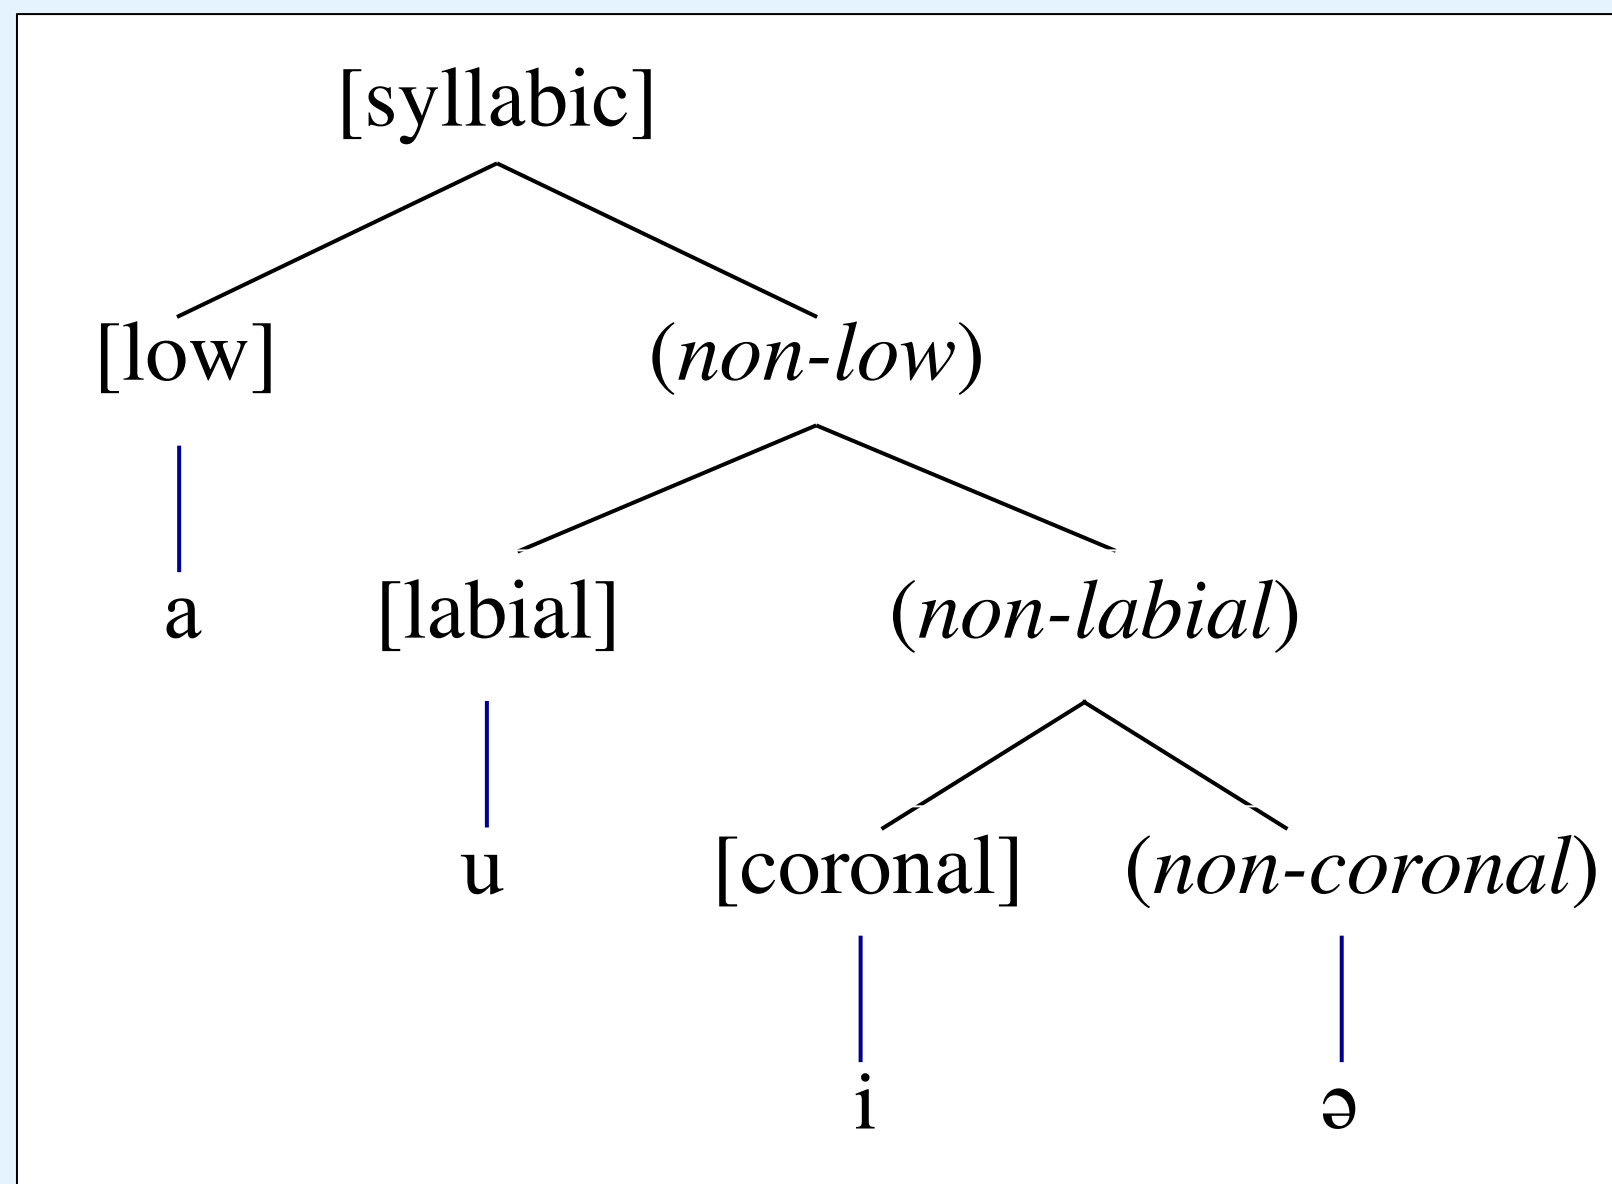 [syllabic]
[low] (non-low)
a [labial] (non-labial)
u [coronal] (non-coronal)
i ə